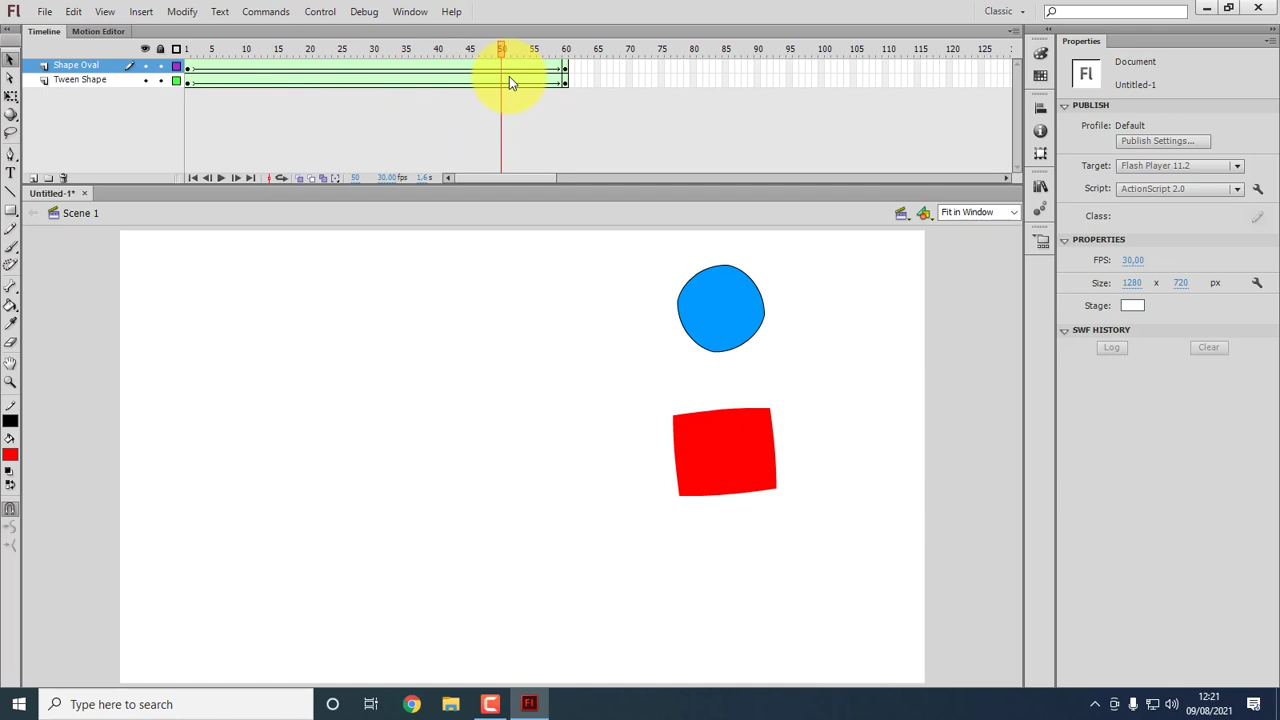 Fl File Edit View Insert Modify Text Commands Control Debug Window Help Classic
Timeline Motion Editor
1 5 10 15 20 25 30 35 40 45 50 55 60 65 70 75 80 85 90 95 100 105 110 115 120 125
Shape Oval
Tween Shape
50 30,00 fps 1,6 s
Untitled-1* ×
Scene 1
Fit in Window
Properties
Fl
Document
Untitled-1
PUBLISH
Profile: Default
Publish Settings...
Target: Flash Player 11.2
Script: ActionScript 2.0
Class:
PROPERTIES
FPS: 30,00
Size: 1280 x 720 px
Stage:
SWF HISTORY
Log Clear
Type here to search
Fl
12:21
09/08/2021